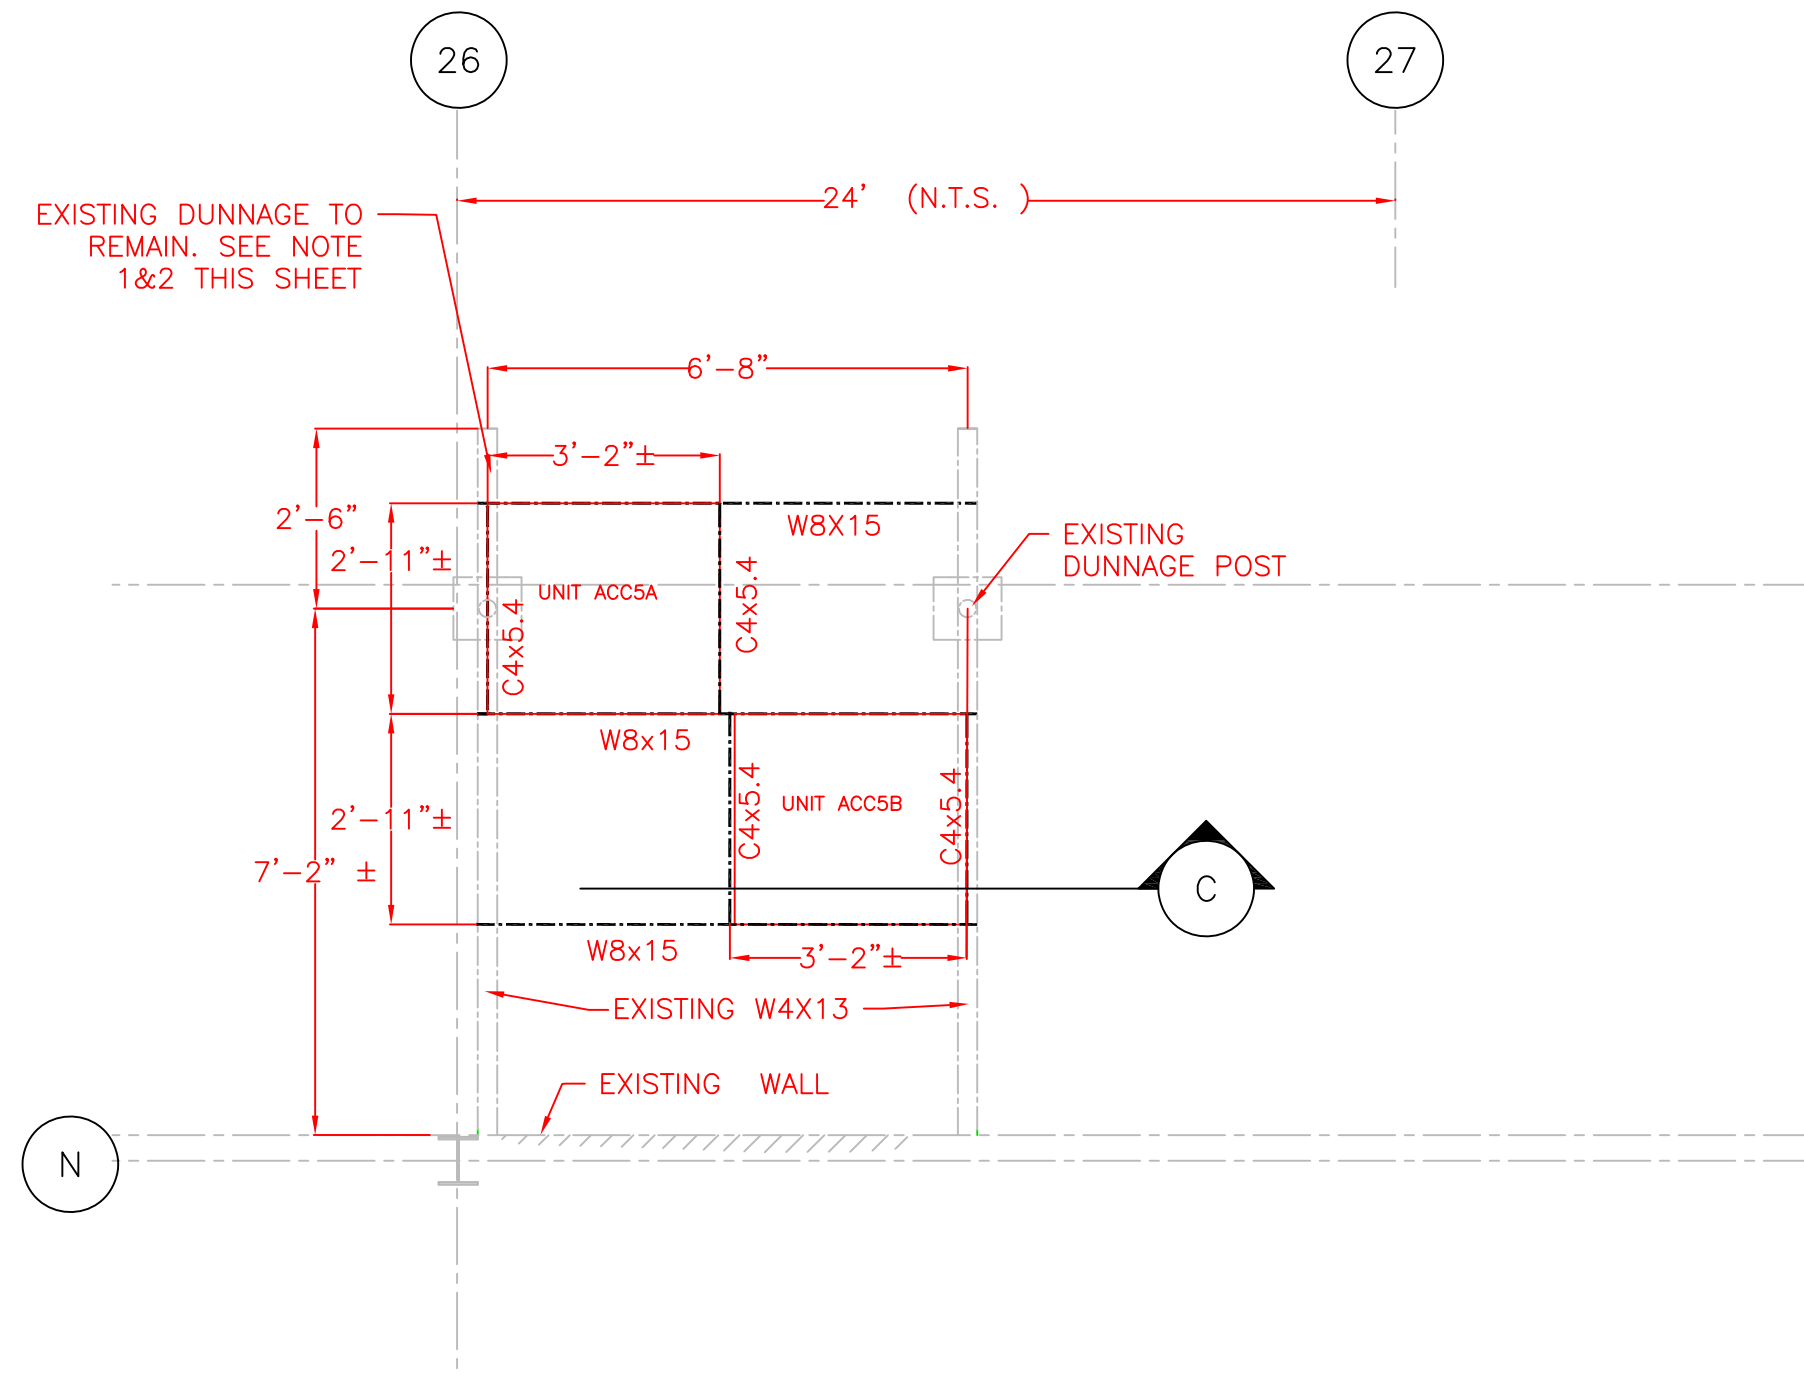 26
27
24' (N.T.S. )
EXISTING DUNNAGE TO
REMAIN. SEE NOTE
1&2 THIS SHEET
6'-8"
3'-2"±
2'-6"
W8X15
2'-11"±
EXISTING
DUNNAGE POST
UNIT ACC5A
C4x5.4
C4x5.4
W8x15
C4x5.4
UNIT ACC5B
C4x5.4
2'-11"±
7'-2" ±
C
W8x15
3'-2"±
EXISTING W4X13
EXISTING WALL
N